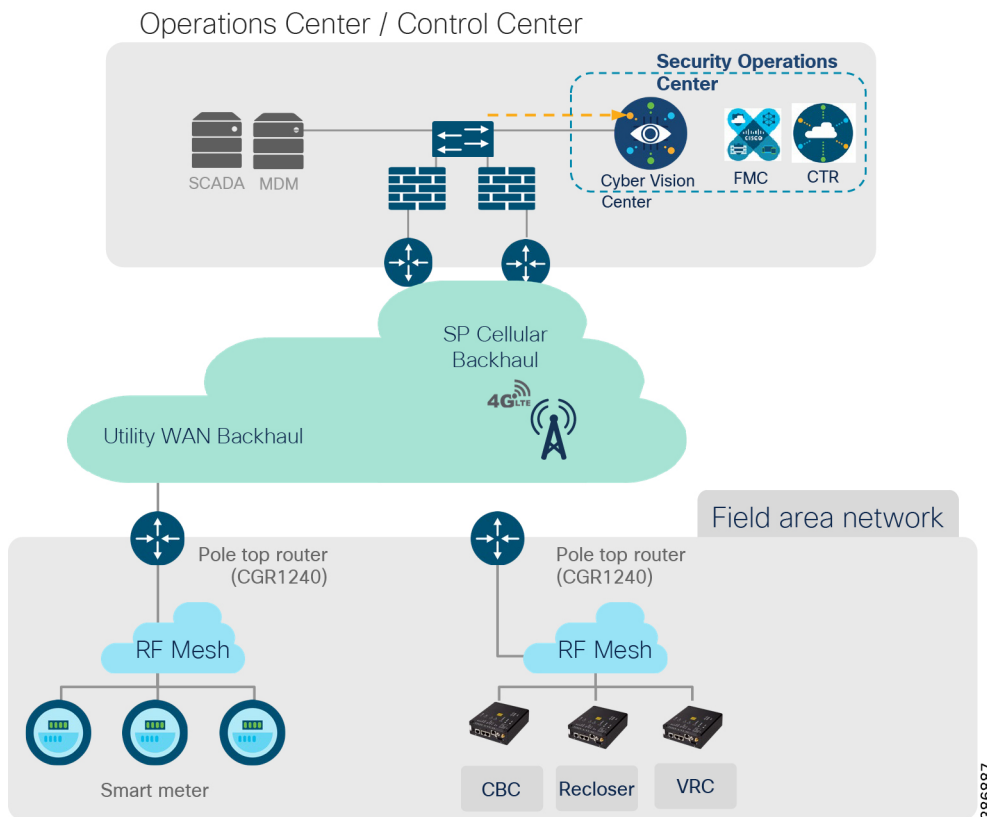 Operations Center / Control Center
Security Operations
Center
SCADA
MDM
Cyber Vision
Center
CISCO
FMC
CTR
SP Cellular
Backhaul
4G LTE
Utility WAN Backhaul
Field area network
Pole top router
(CGR1240)
Pole top router
(CGR1240)
RF Mesh
RF Mesh
Smart meter
CBC
Recloser
VRC
386887